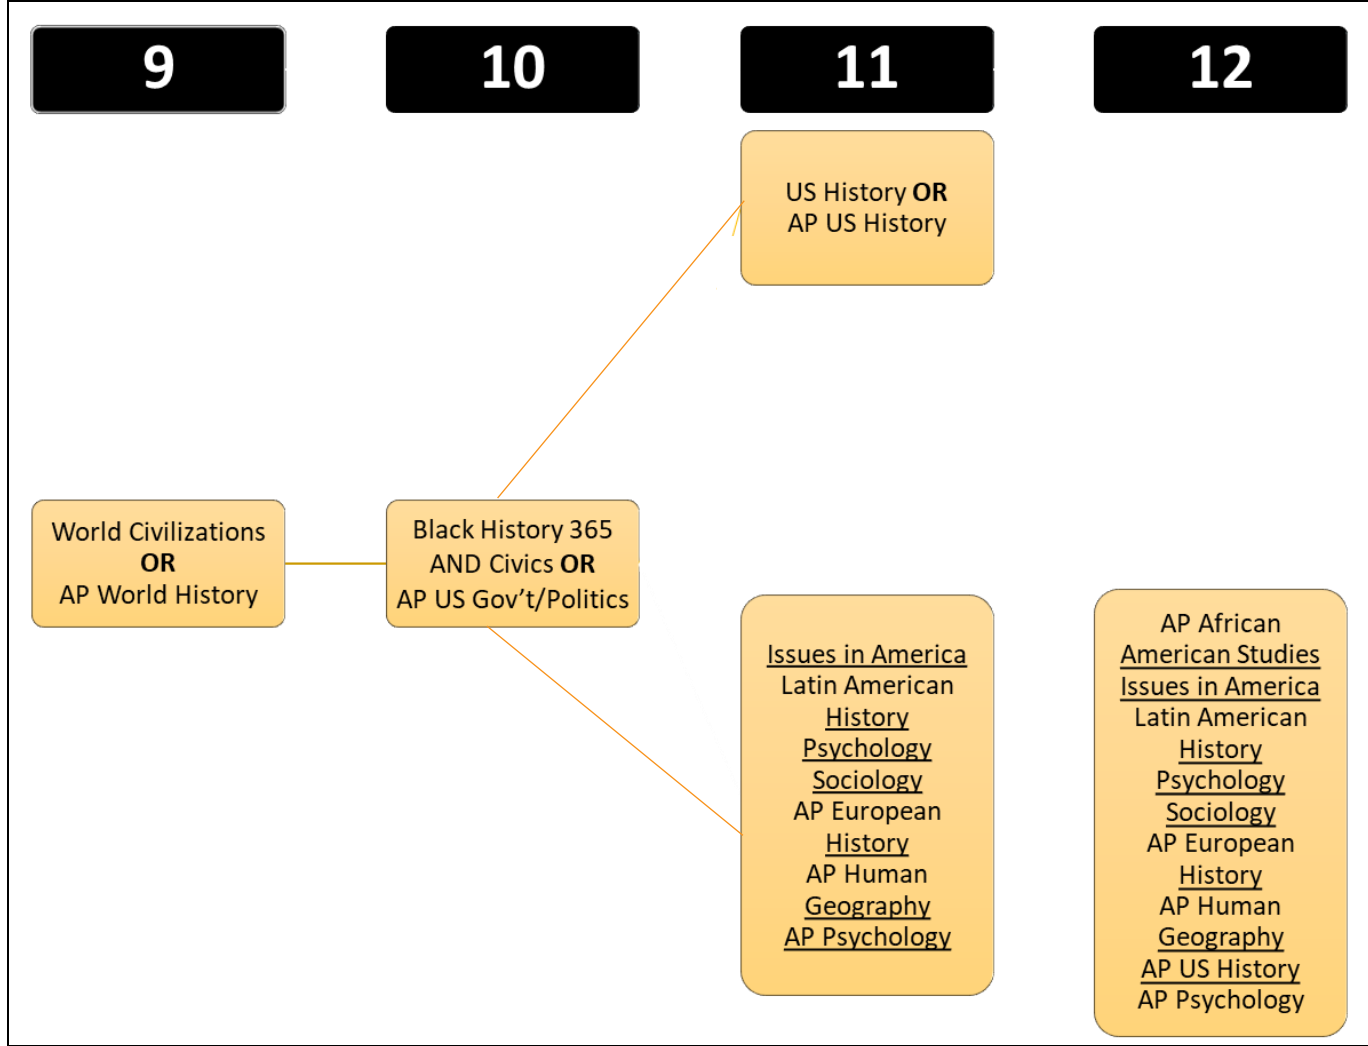 9
10
11
12
US History OR
AP US History
World Civilizations
OR
AP World History
Black History 365
AND Civics OR
AP US Gov't/Politics
Issues in America
Latin American
History
Psychology
Sociology
AP European
History
AP Human
Geography
AP Psychology
AP African
American Studies
Issues in America
Latin American
History
Psychology
Sociology
AP European
History
AP Human
Geography
AP US History
AP Psychology